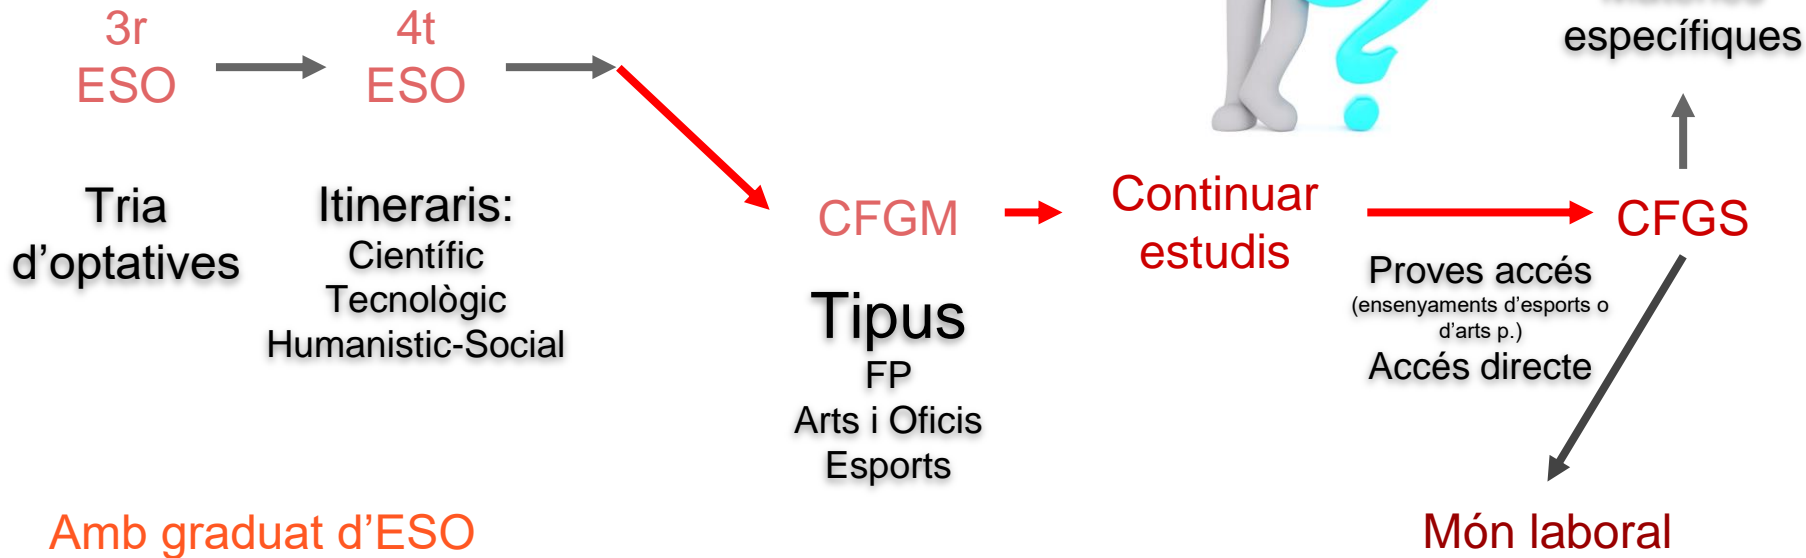 3r
ESO
4t
ESO
específiques
Tria
d’optatives
Itineraris:
Científic
Tecnològic
Humanistic-Social
CFGM
Tipus
FP
Arts i Oficis
Esports
Continuar
estudis
Proves accés
(ensenyaments d’esports o
d’arts p.)
Accés directe
CFGS
Amb graduat d’ESO
Món laboral